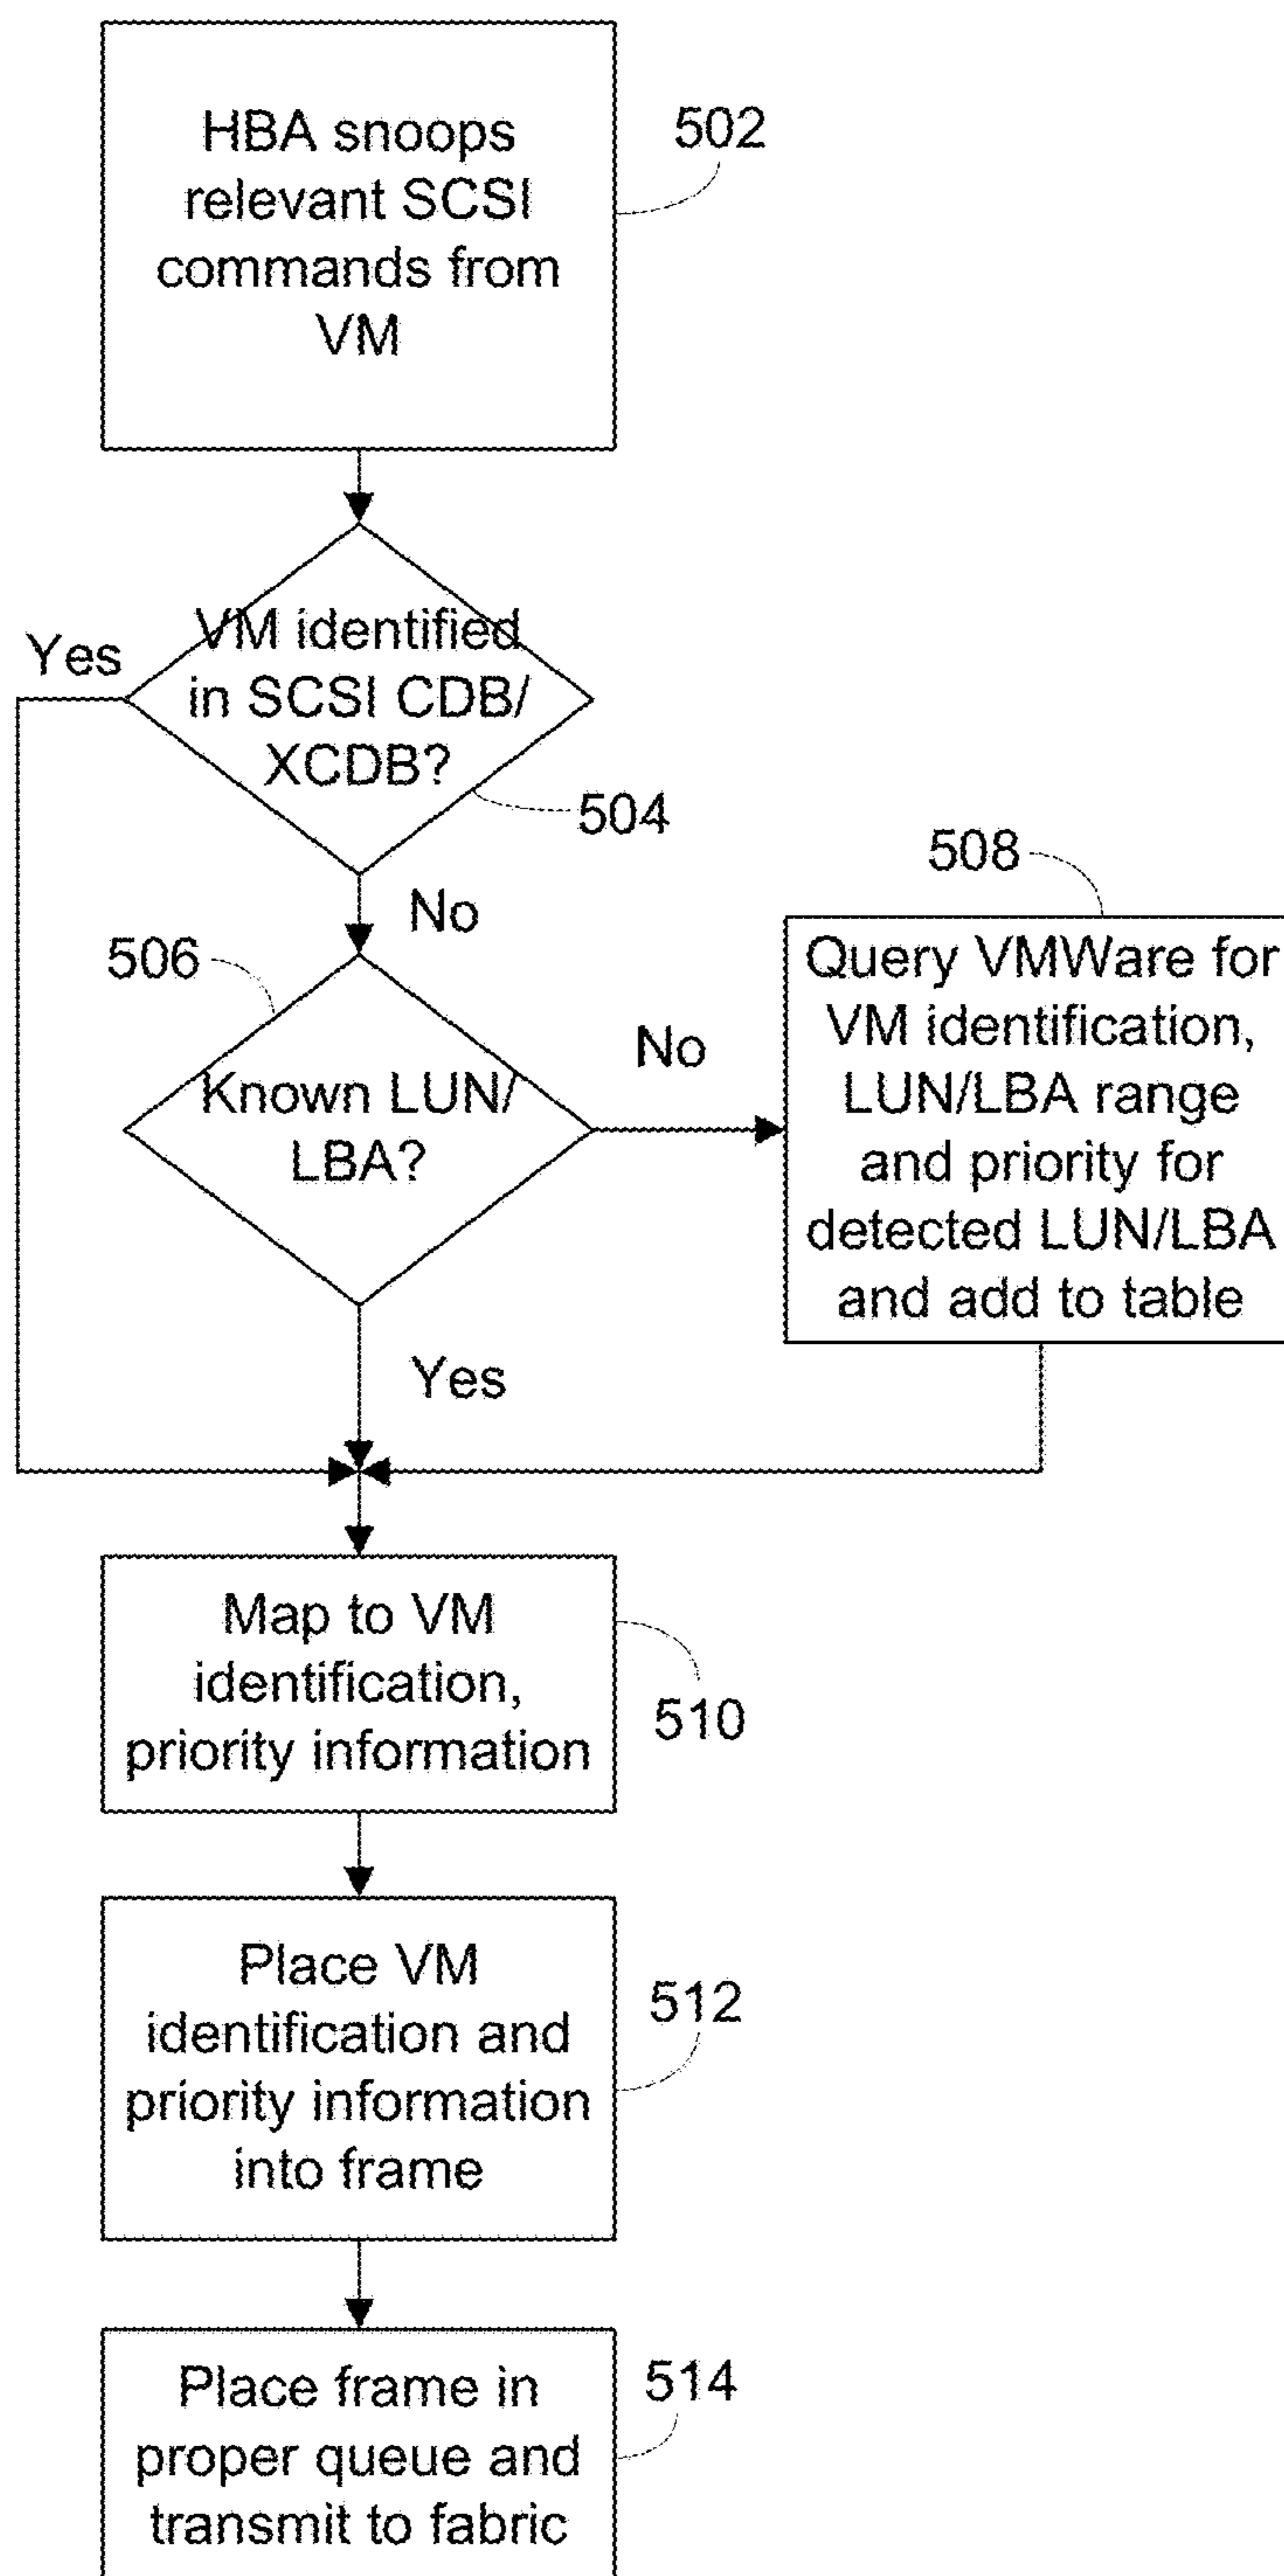 HBA snoops
relevant SCSI
commands from
VM
502
Yes
VM identified
in SCSI CDB/
XCDB?
504
No
506
Known LUN/
LBA?
No
508
Query VMWare for
VM identification,
LUN/LBA range
and priority for
detected LUN/LBA
and add to table
Yes
Map to VM
identification,
priority information
510
Place VM
identification and
priority information
into frame
512
Place frame in
proper queue and
transmit to fabric
514